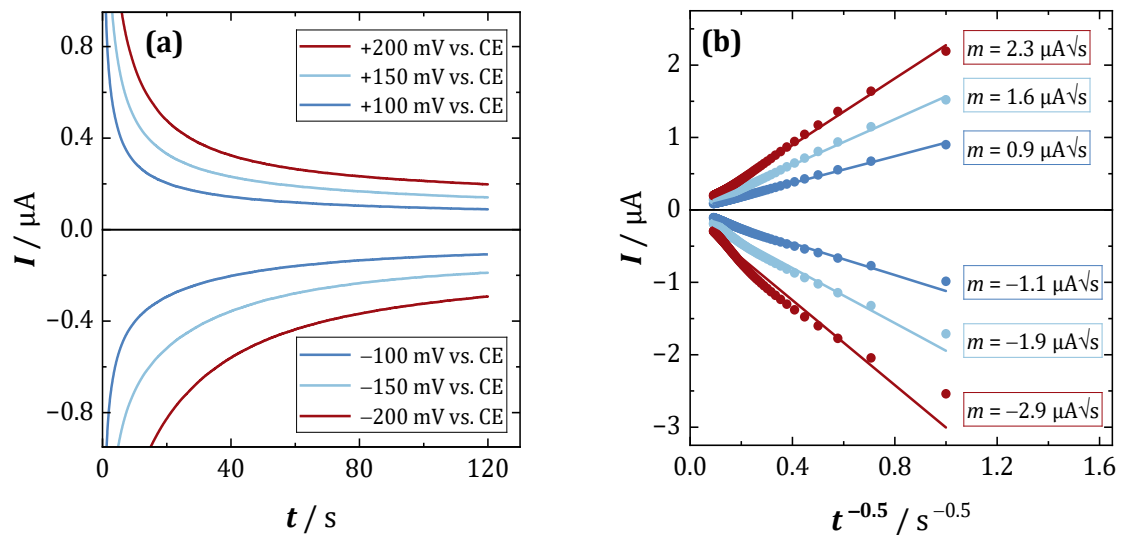 (a)
+200 mV vs. CE
+150 mV vs. CE
+100 mV vs. CE
0.8
0.4
0.0
−0.4
−0.8
I / μA
−100 mV vs. CE
−150 mV vs. CE
−200 mV vs. CE
0
40
80
120
t / s
(b)
m = 2.3 μA√s
m = 1.6 μA√s
m = 0.9 μA√s
2
1
0
−1
−2
−3
I / μA
m = −1.1 μA√s
m = −1.9 μA√s
m = −2.9 μA√s
0.0
0.4
0.8
1.2
1.6
t⁻⁰·⁵ / s⁻⁰·⁵